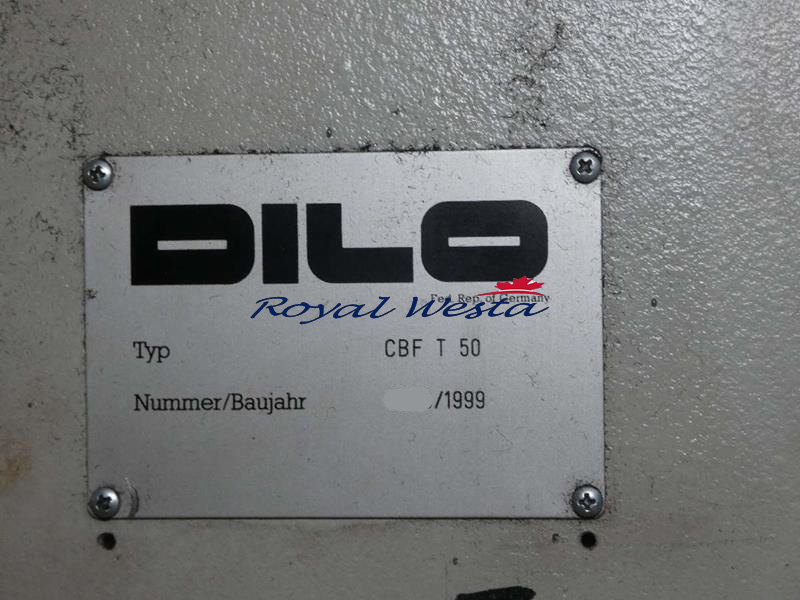 DILO
Fed. Rep. of Germany
Royal Westa
Typ CBF T 50
Nummer/Baujahr /1999